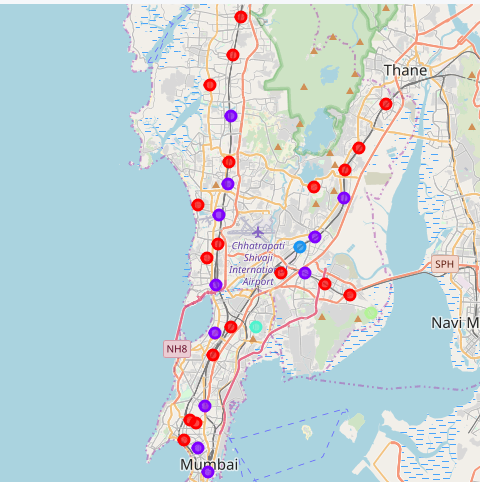 Thane
Chhatrapati
Shivaji
International
Airport
SPH
Navi M
NH8
Mumbai